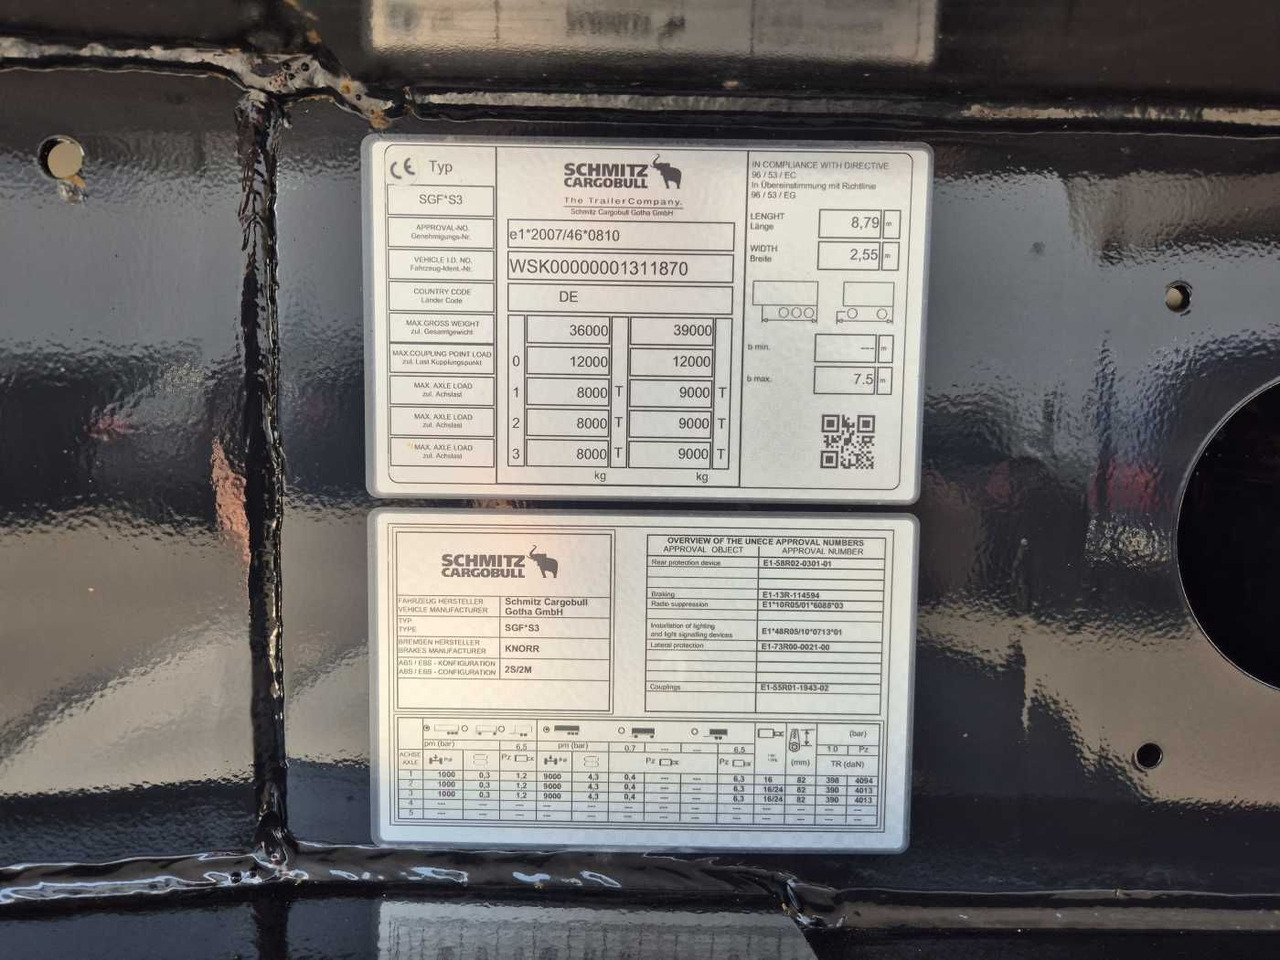 CE Typ
SGF*S3
APPROVAL-NO.
Genehmigungs-Nr.
VEHICLE I.D. NO.
Fahrzeug-Ident.-Nr.
COUNTRY CODE
Länder Code
MAX.GROSS WEIGHT
zul. Gesamtgewicht
MAX.COUPLING POINT LOAD
zul. Last Kupplungspunkt
MAX. AXLE LOAD
zul. Achslast
MAX. AXLE LOAD
zul. Achslast
MAX. AXLE LOAD
zul. Achslast
SCHMITZ
CARGOBULL
The TrailerCompany.
Schmitz Cargobull Gotha GmbH
e1*2007/46*0810
WSK00000001311870
DE
36000 39000
0 12000 12000
1 8000 T 9000 T
2 8000 T 9000 T
3 8000 T 9000 T
kg kg
IN COMPLIANCE WITH DIRECTIVE
96 / 53 / EC
In Übereinstimmung mit Richtlinie
96 / 53 / EG
LENGHT
Länge
8,79 m
WIDTH
Breite
2,55 m
b min. --- m
b max. 7.5 m
SCHMITZ
CARGOBULL
FAHRZEUG HERSTELLER
VEHICLE MANUFACTURER
Schmitz Cargobull
Gotha GmbH
TYP
TYPE
SGF*S3
BREMSEN HERSTELLER
BRAKES MANUFACTURER
KNORR
ABS / EBS - KONFIGURATION
ABS / EBS - CONFIGURATION
2S/2M
OVERVIEW OF THE UNECE APPROVAL NUMBERS
APPROVAL OBJECT APPROVAL NUMBER
Rear protection device E1-58R02-0301-01
Braking E1-13R-114594
Radio suppression E1*10R05/01*6088*03
Installation of lighting
and light signalling devices E1*48R05/10*0713*01
Lateral protection E1-73R00-0021-00
Couplings E1-55R01-1943-02
(bar)
pm (bar) 6.5 pm (bar) 0.7 --- --- 6.5 1.0 Pz
ACHSE
AXLE
Pz Pz Pz (mm) TR (daN)
1 1000 0,3 1,2 9000 4,3 0,4 --- --- 6,3 16 82 398 4094
2 1000 0,3 1,2 9000 4,3 0,4 --- --- 6,3 16/24 82 390 4013
3 1000 0,3 1,2 9000 4,3 0,4 --- --- 6,3 16/24 82 390 4013
4 --- --- --- --- --- --- --- --- --- --- --- --- ---
5 --- --- --- --- --- --- --- --- --- --- --- --- ---